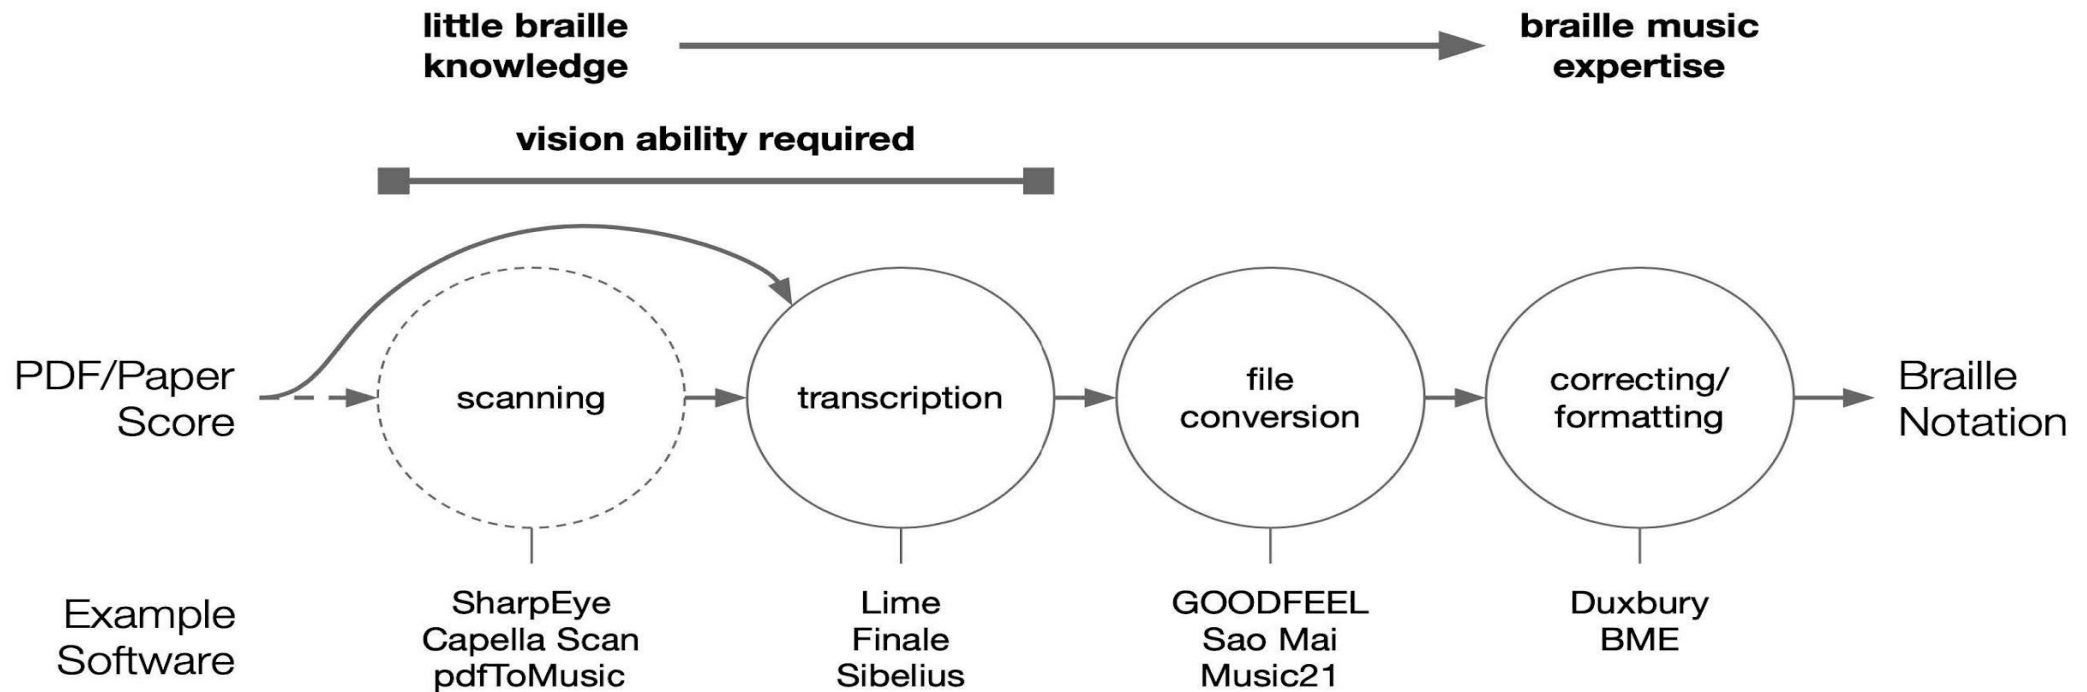 little braille
knowledge
braille music
expertise
vision ability required
PDF/Paper
Score
scanning
transcription
file
conversion
correcting/
formatting
Braille
Notation
Example
Software
SharpEye
Capella Scan
pdfToMusic
Lime
Finale
Sibelius
GOODFEEL
Sao Mai
Music21
Duxbury
BME